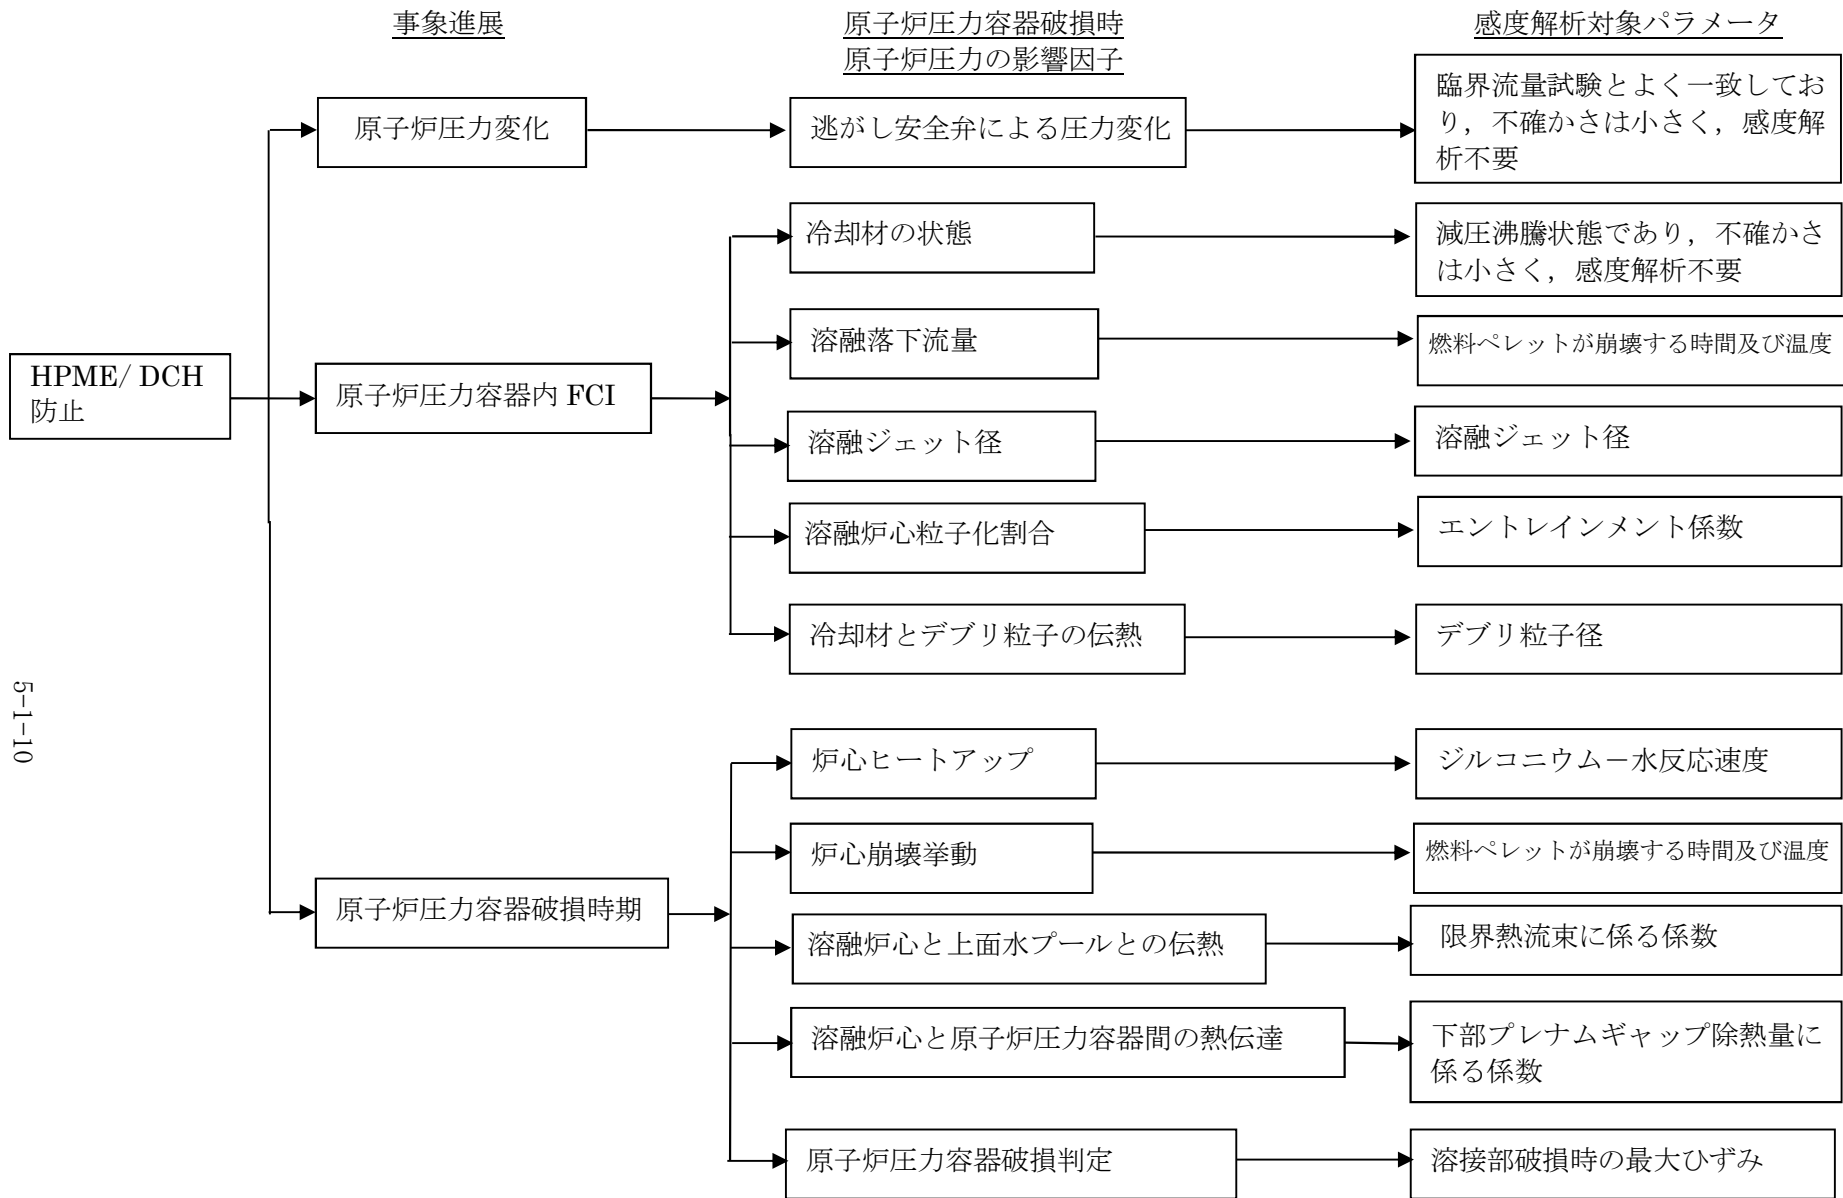 事象進展
原子炉圧力容器破損時
原子炉圧力の影響因子
感度解析対象パラメータ
HPME/ DCH
防止
原子炉圧力変化
逃がし安全弁による圧力変化
臨界流量試験とよく一致してお
り，不確かさは小さく，感度解
析不要
原子炉圧力容器内 FCI
冷却材の状態
減圧沸騰状態であり，不確かさ
は小さく，感度解析不要
溶融落下流量
燃料ペレットが崩壊する時間及び温度
溶融ジェット径
溶融ジェット径
溶融炉心粒子化割合
エントレインメント係数
冷却材とデブリ粒子の伝熱
デブリ粒子径
原子炉圧力容器破損時期
炉心ヒートアップ
ジルコニウム－水反応速度
炉心崩壊挙動
燃料ペレットが崩壊する時間及び温度
溶融炉心と上面水プールとの伝熱
限界熱流束に係る係数
溶融炉心と原子炉圧力容器間の熱伝達
下部プレナムギャップ除熱量に
係る係数
原子炉圧力容器破損判定
溶接部破損時の最大ひずみ
5-1-10